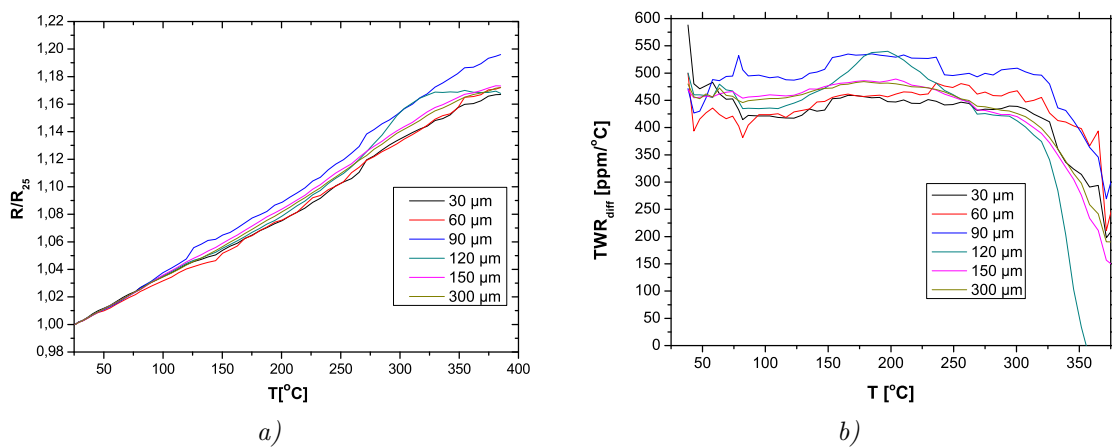 1,22
1,20
1,18
1,16
1,14
1,12
1,10
1,08
1,06
1,04
1,02
1,00
0,98
R/R25
50 100 150 200 250 300 350 400
T[°C]
30 µm
60 µm
90 µm
120 µm
150 µm
300 µm
a)
600
550
500
450
400
350
300
250
200
150
100
50
0
TWRdiff [ppm/°C]
50 100 150 200 250 300 350
T [°C]
30 µm
60 µm
90 µm
120 µm
150 µm
300 µm
b)